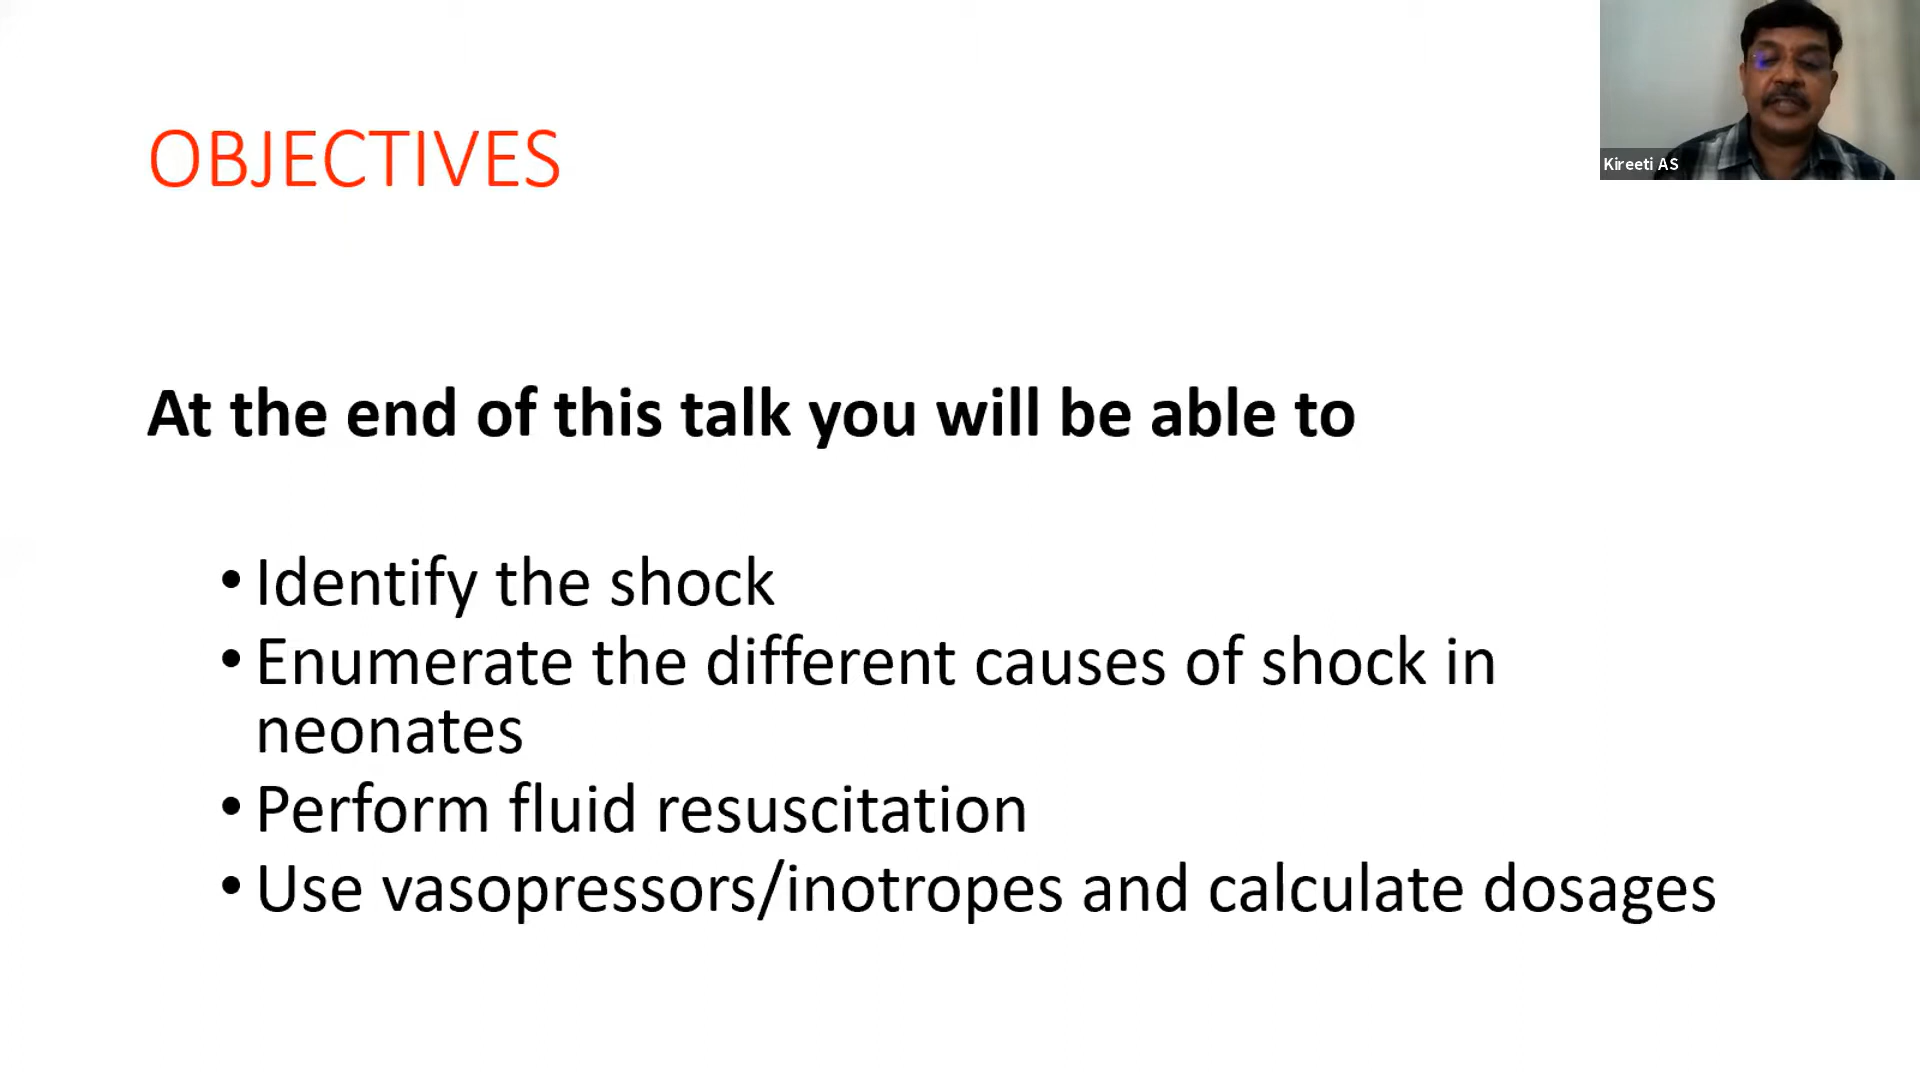 OBJECTIVES
Kireeti AS
At the end of this talk you will be able to
• Identify the shock
• Enumerate the different causes of shock in
neonates
• Perform fluid resuscitation
• Use vasopressors/inotropes and calculate dosages